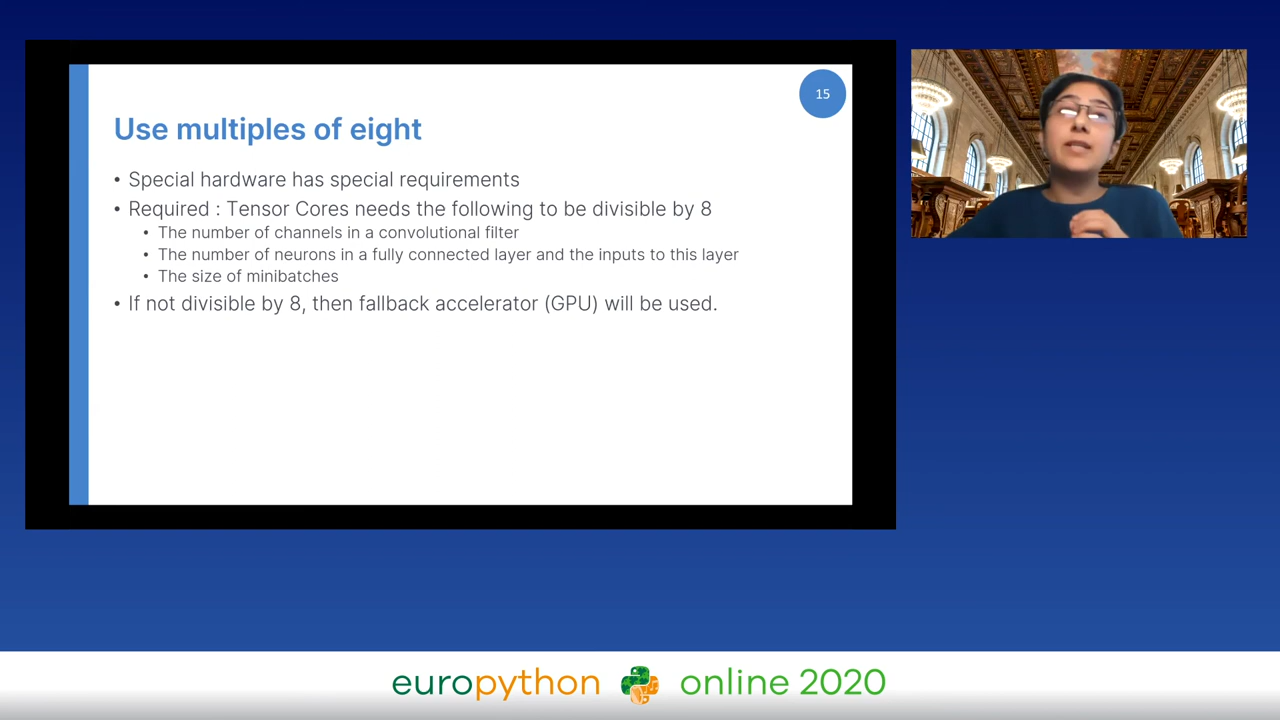 15
Use multiples of eight
• Special hardware has special requirements
• Required : Tensor Cores needs the following to be divisible by 8
• The number of channels in a convolutional filter
• The number of neurons in a fully connected layer and the inputs to this layer
• The size of minibatches
• If not divisible by 8, then fallback accelerator (GPU) will be used.
europython online 2020